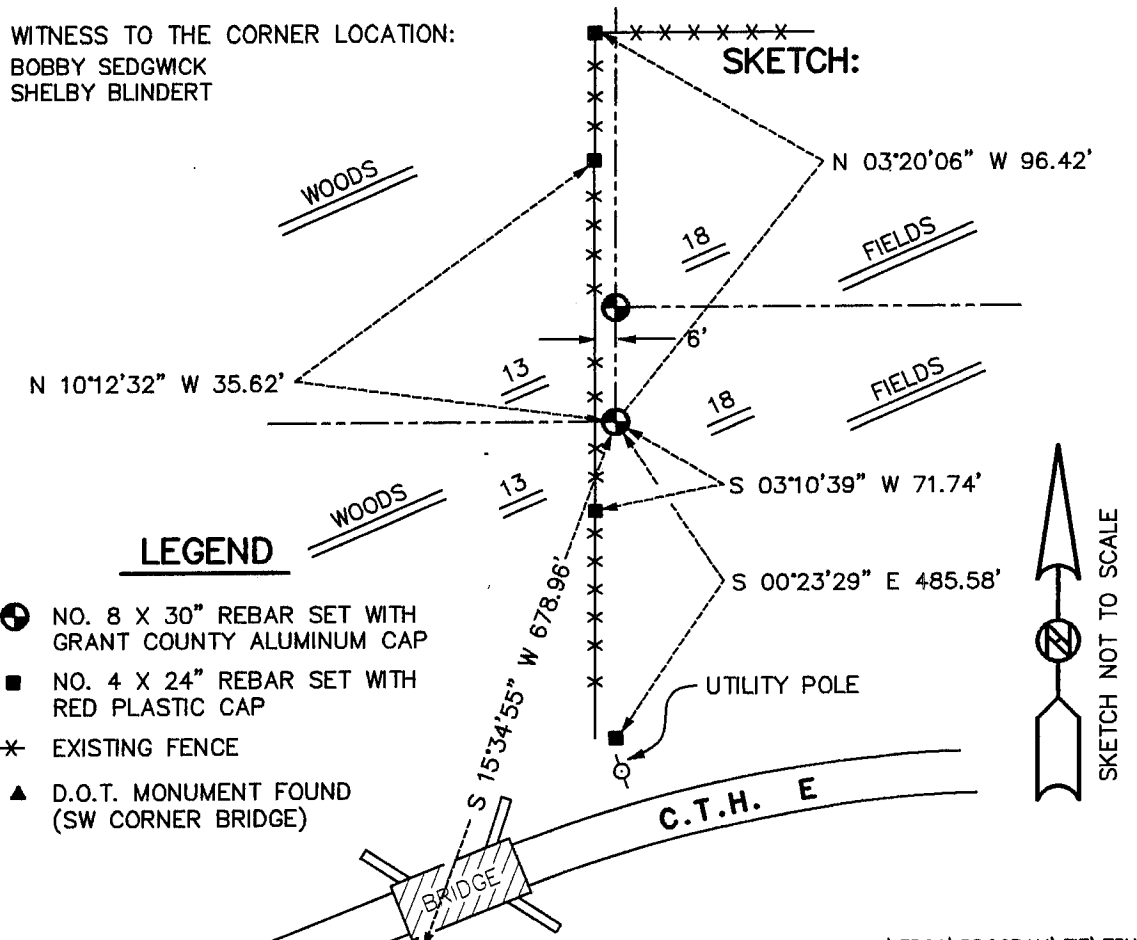 WITNESS TO THE CORNER LOCATION:
BOBBY SEDGWICK
SHELBY BLINDERT
SKETCH:
N 03°20'06" W 96.42'
WOODS
18
FIELDS
6'
N 10°12'32" W 35.62'
13
18
FIELDS
S 03°10'39" W 71.74'
WOODS
13
LEGEND
S 00°23'29" E 485.58'
S 15°34'55" W 678.96'
NO. 8 X 30" REBAR SET WITH
GRANT COUNTY ALUMINUM CAP
NO. 4 X 24" REBAR SET WITH
RED PLASTIC CAP
EXISTING FENCE
D.O.T. MONUMENT FOUND
(SW CORNER BRIDGE)
UTILITY POLE
N
SKETCH NOT TO SCALE
C.T.H. E
BRIDGE